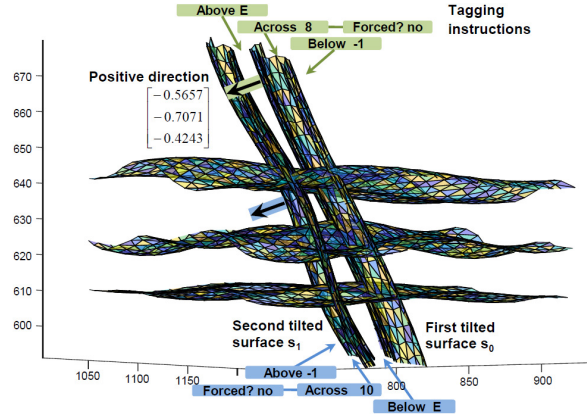 Above E
Across 8 Forced? no
Below -1
Tagging
instructions
Positive direction
[-0.5657
-0.7071
-0.4243]
670
660
650
640
630
620
610
600
Second tilted
surface s1
First tilted
surface s0
1050 1100 1150 800 850 900
Above -1
Forced? no Across 10
Below E